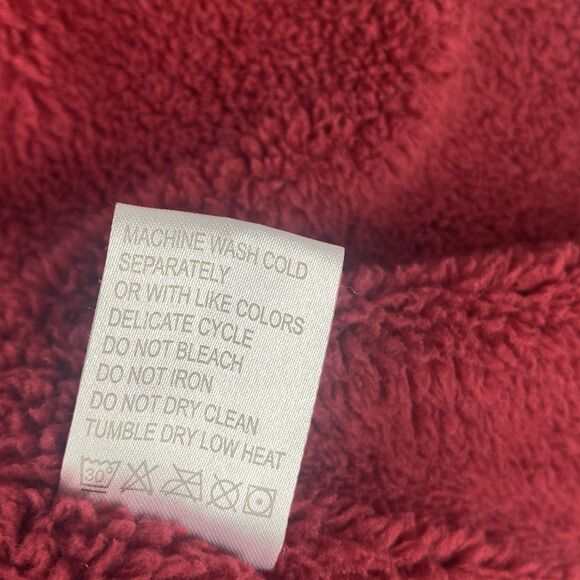 MACHINE WASH COLD
SEPARATELY
OR WITH LIKE COLORS
DELICATE CYCLE
DO NOT BLEACH
DO NOT IRON
DO NOT DRY CLEAN
TUMBLE DRY LOW HEAT
30